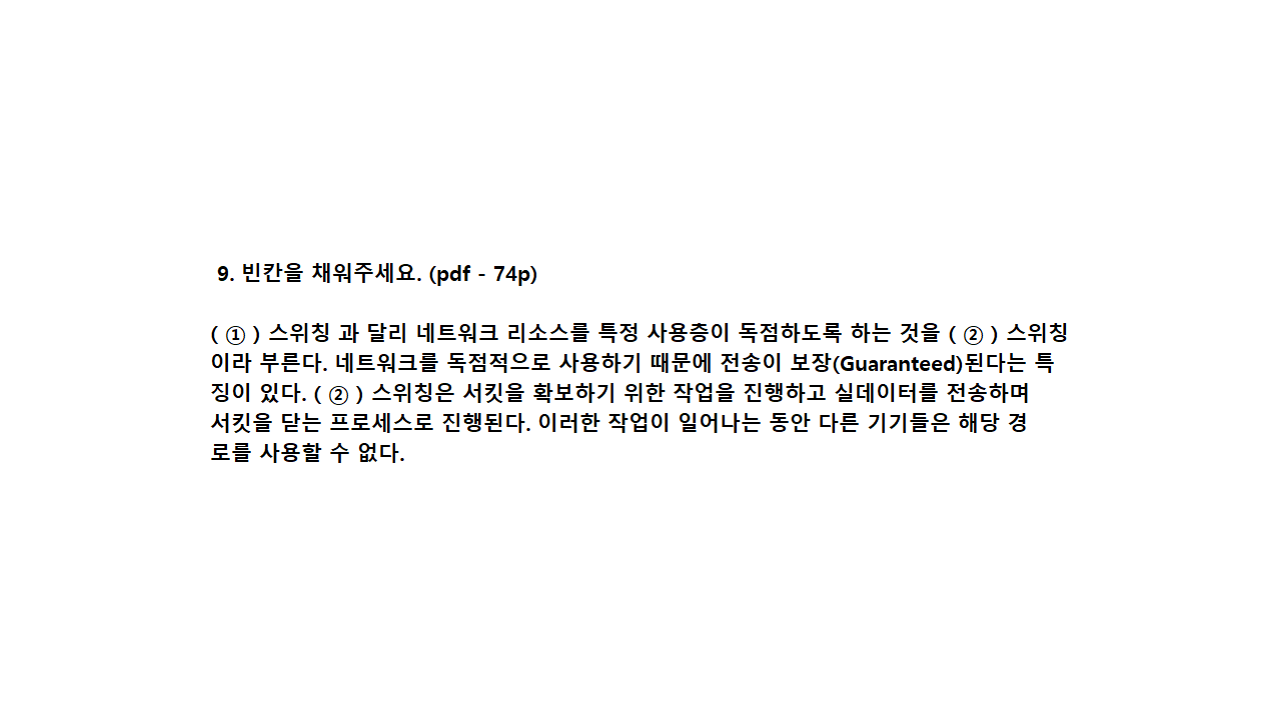 9. 빈칸을 채워주세요. (pdf - 74p)
( ① ) 스위칭 과 달리 네트워크 리소스를 특정 사용층이 독점하도록 하는 것을 ( ② ) 스위칭
이라 부른다. 네트워크를 독점적으로 사용하기 때문에 전송이 보장(Guaranteed)된다는 특
징이 있다. ( ② ) 스위칭은 서킷을 확보하기 위한 작업을 진행하고 실데이터를 전송하며
서킷을 닫는 프로세스로 진행된다. 이러한 작업이 일어나는 동안 다른 기기들은 해당 경
로를 사용할 수 없다.